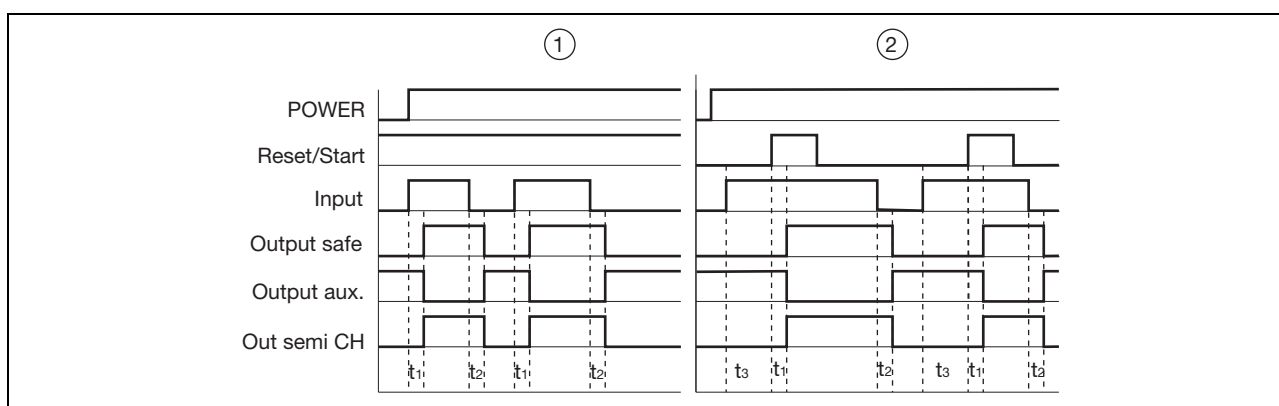 ① ②
POWER
Reset/Start
Input
Output safe
Output aux.
Out semi CH
t1 t2 t1 t2 t3 t1 t2 t3 t1 t2